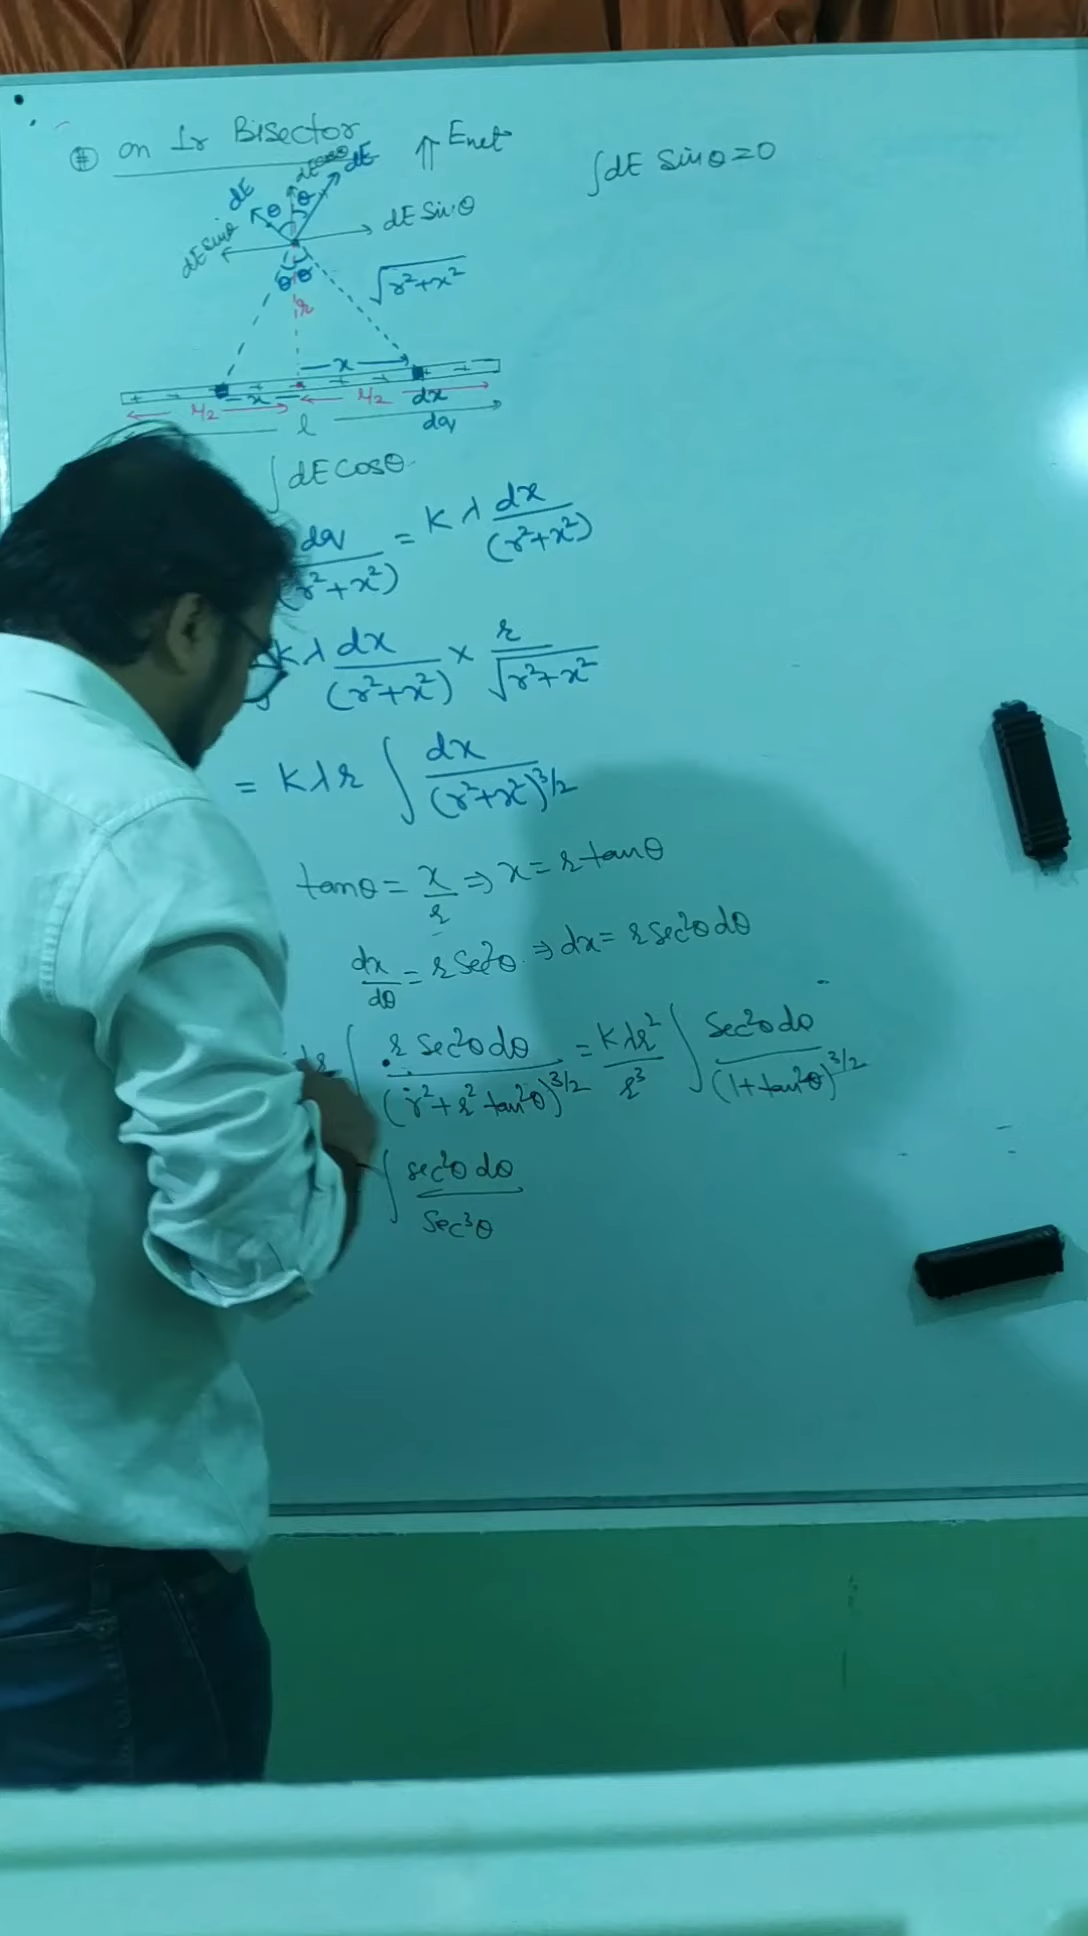 # on ⊥r Bisector
⇑ Enet
∫dE Sinθ = 0
dE
dE cosθ
dE
θ θ
dE sinθ
dE Sinθ
θ θ
√r²+x²
r
x
+ - + + + + +
x
l/2
l/2
dx
l
dq
∫dE Cosθ
dq/(r²+x²) = Kλ dx/(r²+x²)
Kλ dx/(r²+x²) × r/√r²+x²
= Kλr ∫ dx/(r²+x²)^3/2
tanθ = x/r ⇒ x = r tanθ
dx/dθ = r Sec²θ ⇒ dx = r Sec²θ dθ
∫ r Sec²θ dθ/(r²+r² tan²θ)^3/2 = Kλr²/r³ ∫ Sec²θ dθ/(1+tan²θ)^3/2
∫ sec²θ dθ/Sec³θ